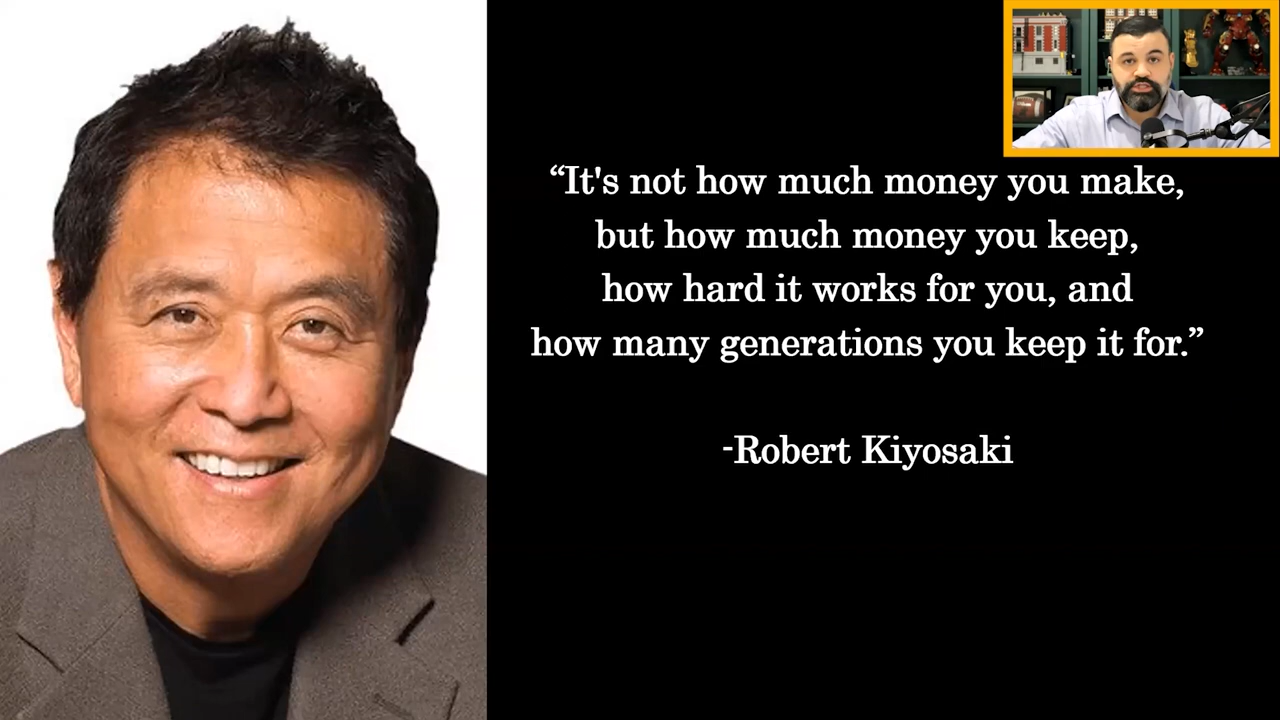 “It's not how much money you make,
but how much money you keep,
how hard it works for you, and
how many generations you keep it for.”
-Robert Kiyosaki